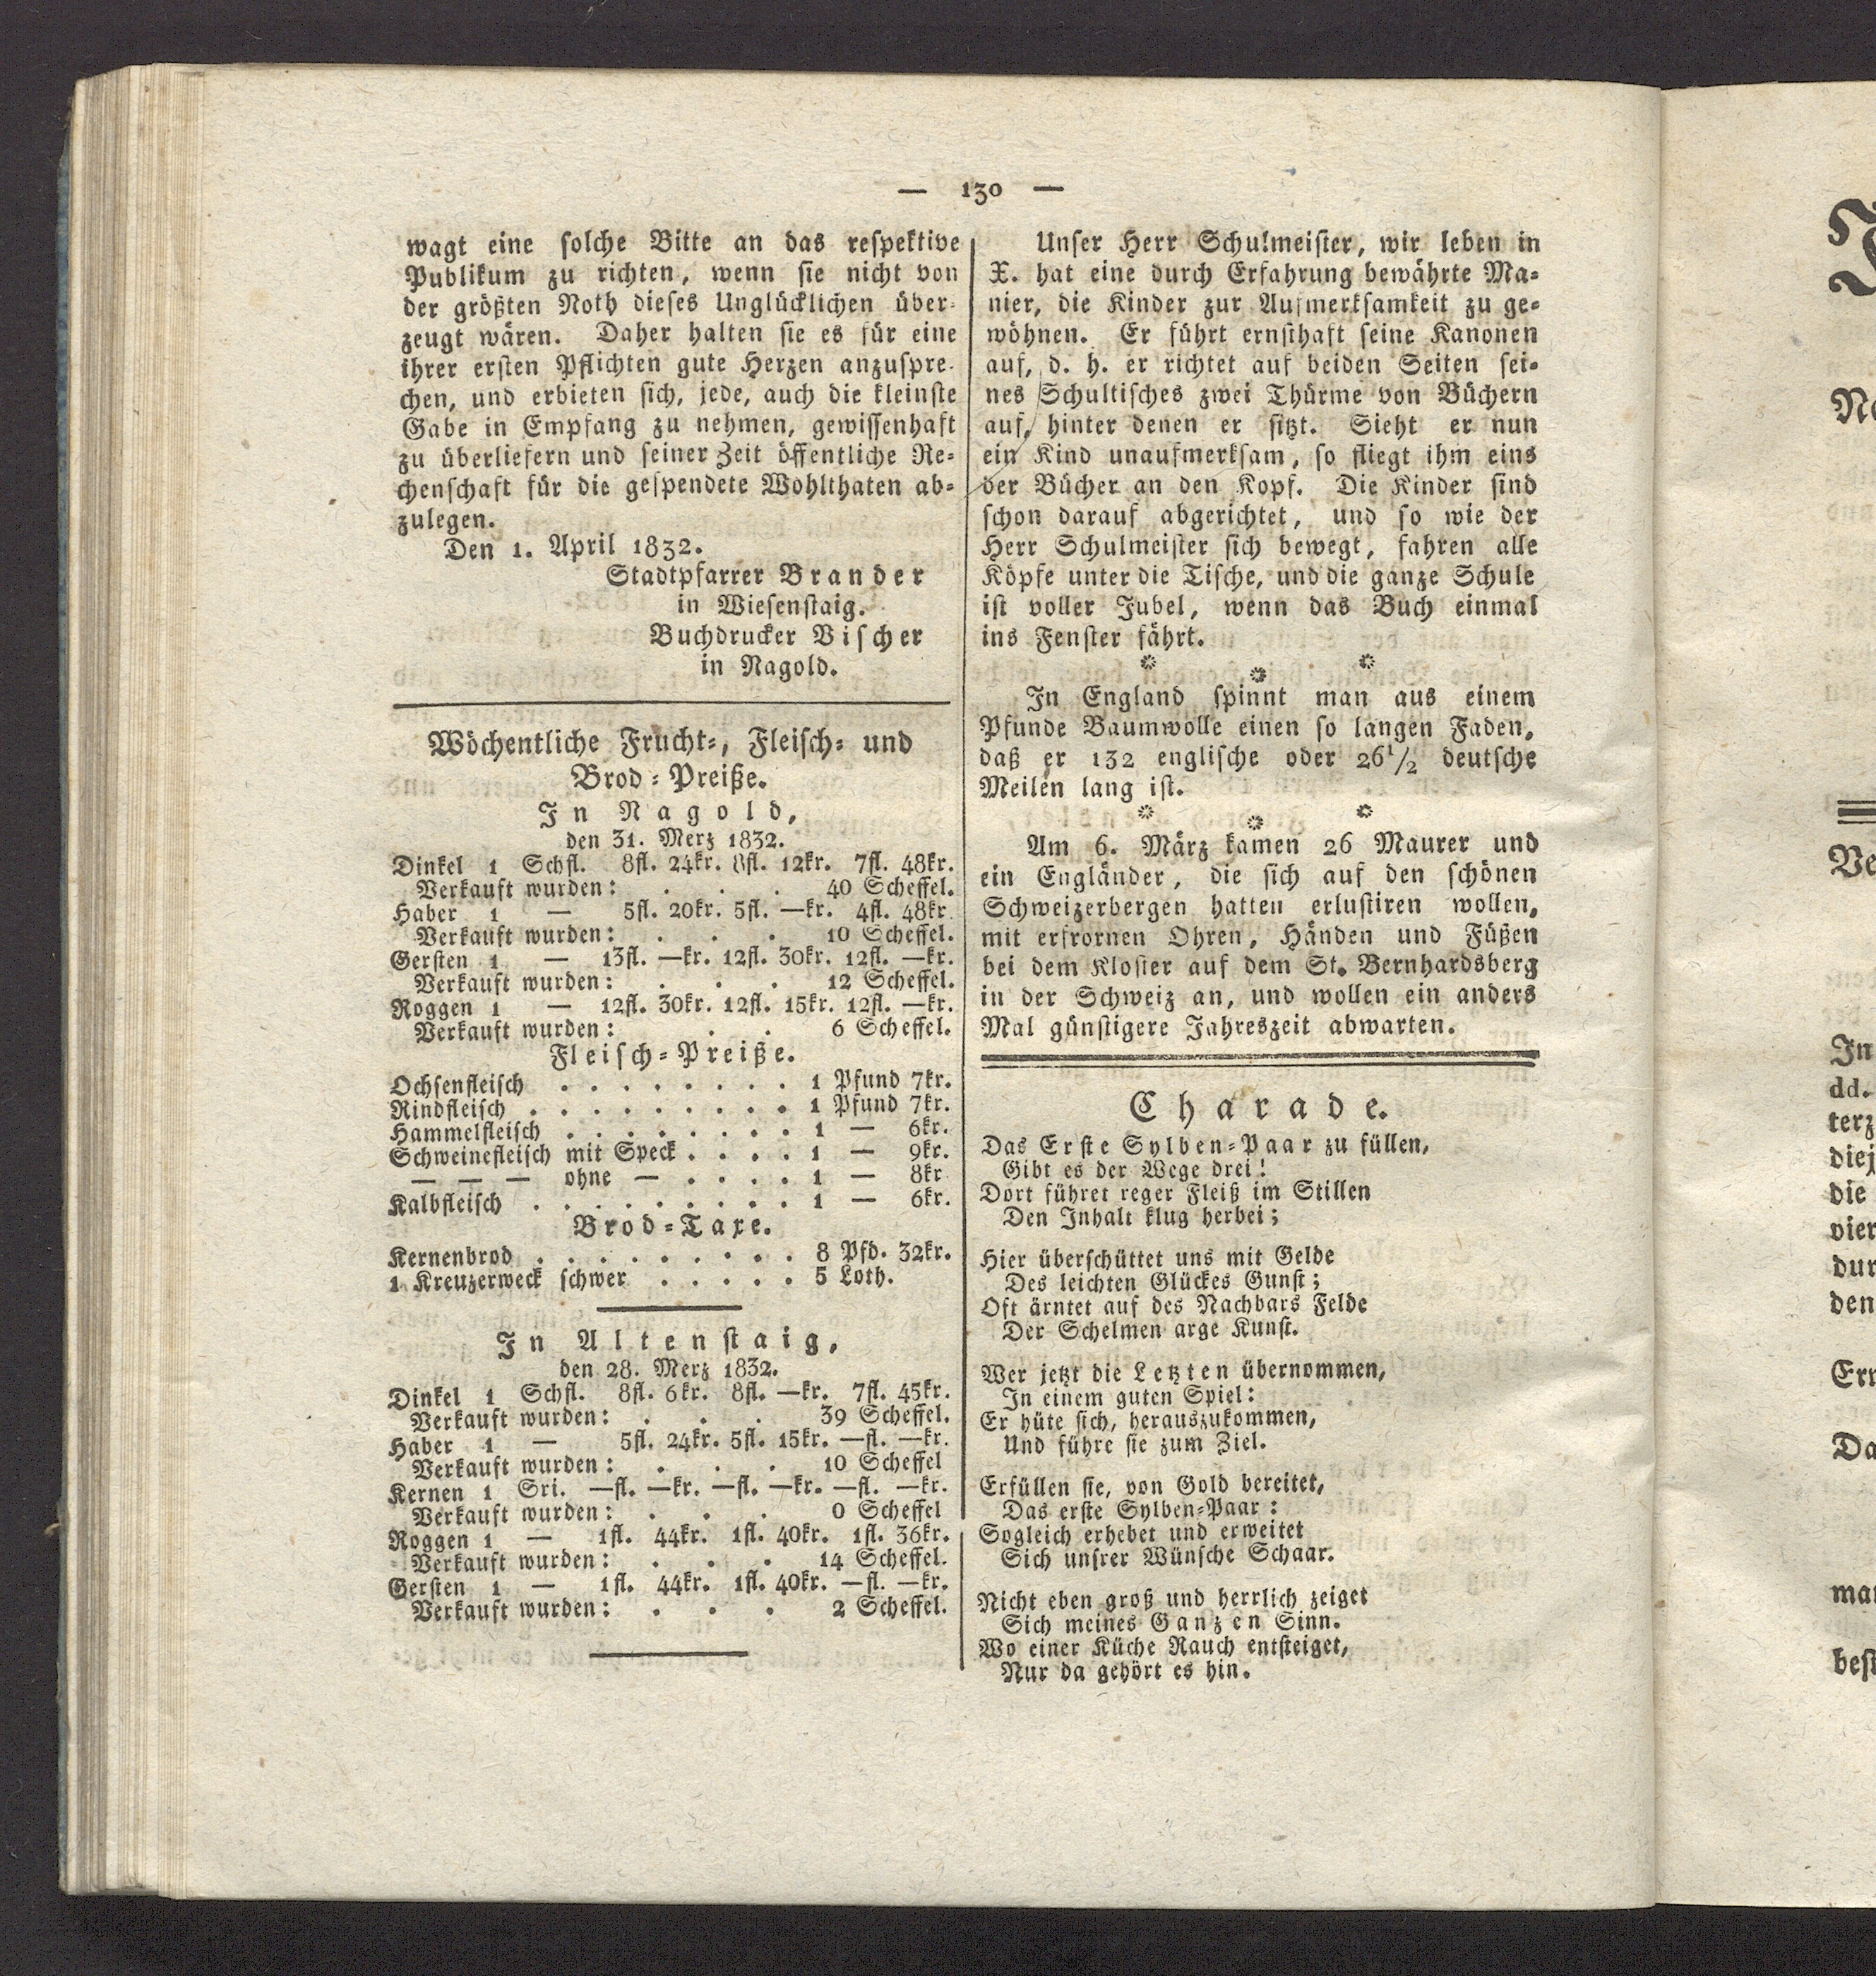 — 130 —
wagt eine solche Bitte an das respektive
Publikum zu richten, wenn sie nicht von
der größten Noth dieses Unglücklichen über-
zeugt wären. Daher halten sie es für eine
ihrer ersten Pflichten gute Herzen anzuspre-
chen, und erbieten sich, jede, auch die kleinste
Gabe in Empfang zu nehmen, gewissenhaft
zu überliefern und seiner Zeit öffentliche Re-
chenschaft für die gespendete Wohlthaten ab-
zulegen.
Den 1. April 1832.
Stadtpfarrer Brander
in Wiesenstaig.
Buchdrucker Vischer
in Nagold.
Wöchentliche Frucht-, Fleisch- und
Brod-Preiße.
In Nagold,
den 31. Merz 1832.
Dinkel 1 Schfl. 8fl. 24kr. 8fl. 12kr. 7fl. 48kr.
Verkauft wurden: . . . 40 Scheffel.
Haber 1 — 5fl. 20kr. 5fl. —kr. 4fl. 48kr.
Verkauft wurden: . . . 10 Scheffel.
Gersten 1 — 13fl. —kr. 12fl. 30kr. 12fl. —kr.
Verkauft wurden: . . . 12 Scheffel.
Roggen 1 — 12fl. 30kr. 12fl. 15kr. 12fl. —kr.
Verkauft wurden: . . 6 Scheffel.
Fleisch-Preiße.
Ochsenfleisch . . . . . . . . 1 Pfund 7kr.
Rindfleisch . . . . . . . . . 1 Pfund 7kr.
Hammelfleisch . . . . . . . . 1 — 6kr.
Schweinefleisch mit Speck . . . . 1 — 9kr.
— — — ohne — . . . . 1 — 8kr
Kalbfleisch . . . . . . . . . 1 — 6kr.
Brod-Taxe.
Kernenbrod . . . . . . . . . 8 Pfd. 32kr.
1 Kreuzerweck schwer . . . . . 5 Loth.
In Altenstaig,
den 28. Merz 1832.
Dinkel 1 Schfl. 8fl. 6kr. 8fl. —kr. 7fl. 45kr.
Verkauft wurden: . . . 39 Scheffel.
Haber 1 — 5fl. 24kr. 5fl. 15kr. —fl. —kr.
Verkauft wurden: . . . 10 Scheffel
Kernen 1 Sri. —fl. —kr. —fl. —kr. —fl. —kr.
Verkauft wurden: . . . 0 Scheffel
Roggen 1 — 1fl. 44kr. 1fl. 40kr. 1fl. 36kr.
Verkauft wurden: . . . 14 Scheffel.
Gersten 1 — 1fl. 44kr. 1fl. 40kr. —fl. —kr.
Verkauft wurden: . . . 2 Scheffel.
Unser Herr Schulmeister, wir leben in
X. hat eine durch Erfahrung bewährte Ma-
nier, die Kinder zur Aufmerksamkeit zu ge-
wöhnen. Er führt ernsthaft seine Kanonen
auf, d. h. er richtet auf beiden Seiten sei-
nes Schultisches zwei Thürme von Büchern
auf, hinter denen er sitzt. Sieht er nun
ein Kind unaufmerksam, so fliegt ihm eins
der Bücher an den Kopf. Die Kinder sind
schon darauf abgerichtet, und so wie der
Herr Schulmeister sich bewegt, fahren alle
Köpfe unter die Tische, und die ganze Schule
ist voller Jubel, wenn das Buch einmal
ins Fenster fährt.
* * *
In England spinnt man aus einem
Pfunde Baumwolle einen so langen Faden,
daß er 132 englische oder 26 1/2 deutsche
Meilen lang ist.
* * *
Am 6. März kamen 26 Maurer und
ein Engländer, die sich auf den schönen
Schweizerbergen hatten erlustiren wollen,
mit erfrornen Ohren, Händen und Füßen
bei dem Kloster auf dem St. Bernhardsberg
in der Schweiz an, und wollen ein anders
Mal günstigere Jahreszeit abwarten.
Charade.
Das Erste Sylben-Paar zu füllen,
Gibt es der Wege drei!
Dort führet reger Fleiß im Stillen
Den Inhalt klug herbei;
Hier überschüttet uns mit Gelde
Des leichten Glückes Gunst;
Oft ärntet auf des Nachbars Felde
Der Schelmen arge Kunst.
Wer jetzt die Letzten übernommen,
In einem guten Spiel:
Er hüte sich, herauszukommen,
Und führe sie zum Ziel.
Erfüllen sie, von Gold bereitet,
Das erste Sylben-Paar:
Sogleich erhebet und erweitet
Sich unsrer Wünsche Schaar.
Nicht eben groß und herrlich zeiget
Sich meines Ganzen Sinn.
Wo einer Küche Rauch entsteiget,
Nur da gehört es hin.
In
dd.
terz
diej
die
vier
dur
den
Da
best